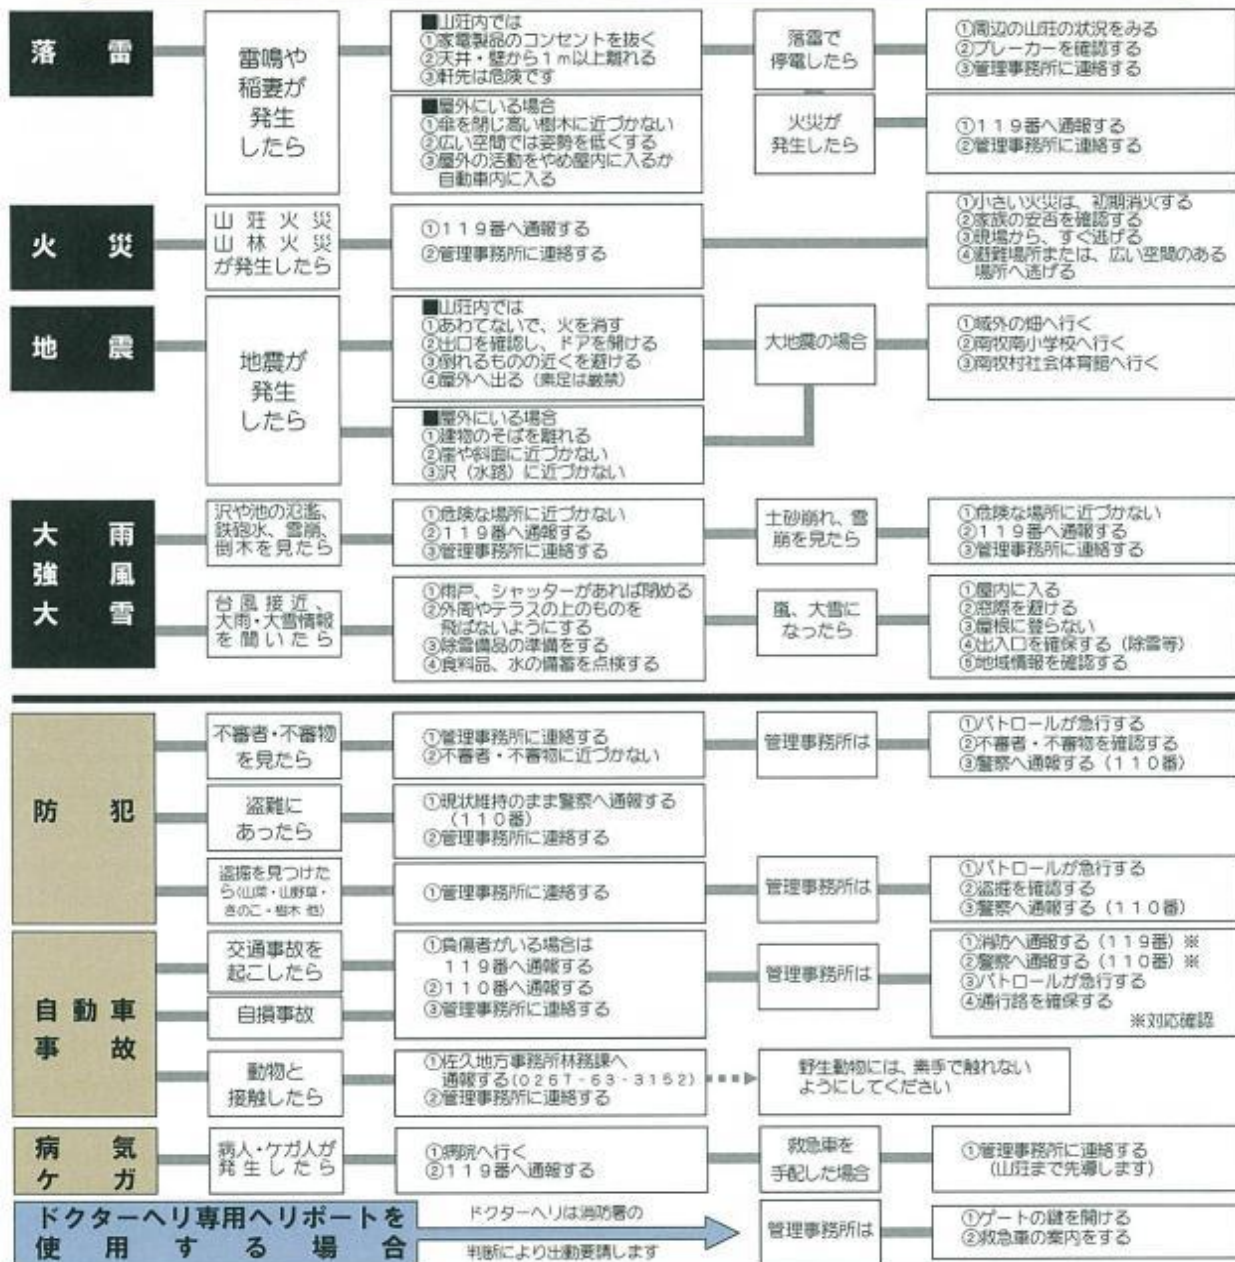 落雷
雷鳴や
稲妻が
発生
したら
■山荘内では
①家電製品のコンセントを抜く
②天井・壁から1m以上離れる
③軒先は危険です
落雷で
停電したら
①周辺の山荘の状況をみる
②ブレーカーを確認する
③管理事務所に連絡する
■屋外にいる場合
①傘を閉じ高い樹木に近づかない
②広い空間では姿勢を低くする
③屋外の活動をやめ屋内に入るか
自動車内に入る
火災が
発生したら
①119番へ通報する
②管理事務所に連絡する
火災
山荘火災
山林火災
が発生したら
①119番へ通報する
②管理事務所に連絡する
①小さい火災は、初期消火する
②家族の安否を確認する
③現場から、すぐ逃げる
④避難場所または、広い空間のある
場所へ逃げる
地震
地震が
発生
したら
■山荘内では
①あわてないで、火を消す
②出口を確認し、ドアを開ける
③倒れるものの近くを避ける
④屋外へ出る(素足は厳禁)
大地震の場合
①域外の畑へ行く
②南牧南小学校へ行く
③南牧村社会体育館へ行く
■屋外にいる場合
①建物のそばを離れる
②崖や斜面に近づかない
③沢(水路)に近づかない
大雨
強風
大雪
沢や池の氾濫、
鉄砲水、雪崩、
倒木を見たら
①危険な場所に近づかない
②119番へ通報する
③管理事務所に連絡する
土砂崩れ、雪
崩を見たら
①危険な場所に近づかない
②119番へ通報する
③管理事務所に連絡する
台風接近、
大雨・大雪情報
を聞いたら
①雨戸、シャッターがあれば閉める
②外周やテラスの上のものを
飛ばないようにする
③除雪備品の準備をする
④食料品、水の備蓄を点検する
嵐、大雪に
なったら
①屋内に入る
②窓際を避ける
③屋根に登らない
④出入口を確保する(除雪等)
⑤地域情報を確認する
防犯
不審者・不審物
を見たら
①管理事務所に連絡する
②不審者・不審物に近づかない
管理事務所は
①パトロールが急行する
②不審者・不審物を確認する
③警察へ通報する(110番)
盗難に
あったら
①現状維持のまま警察へ通報する
(110番)
②管理事務所に連絡する
盗掘を見つけた
ら(山菜・山野草・
きのこ・樹木 他)
①管理事務所に連絡する
管理事務所は
①パトロールが急行する
②盗掘を確認する
③警察へ通報する(110番)
自動車
事故
交通事故を
起こしたら
自損事故
①負傷者がいる場合は
119番へ通報する
②110番へ通報する
③管理事務所に連絡する
管理事務所は
①消防へ通報する(119番)※
②警察へ通報する(110番)※
③パトロールが急行する
④通行路を確保する
※対応確認
動物と
接触したら
①佐久地方事務所林務課へ
通報する(0267-63-3152)
②管理事務所に連絡する
野生動物には、素手で触れない
ようにしてください
病気
ケガ
病人・ケガ人が
発生したら
①病院へ行く
②119番へ通報する
救急車を
手配した場合
①管理事務所に連絡する
(山荘まで先導します)
ドクターヘリ専用ヘリポートを
使用する場合
ドクターヘリは消防署の
判断により出動要請します
管理事務所は
①ゲートの鍵を開ける
②救急車の案内をする